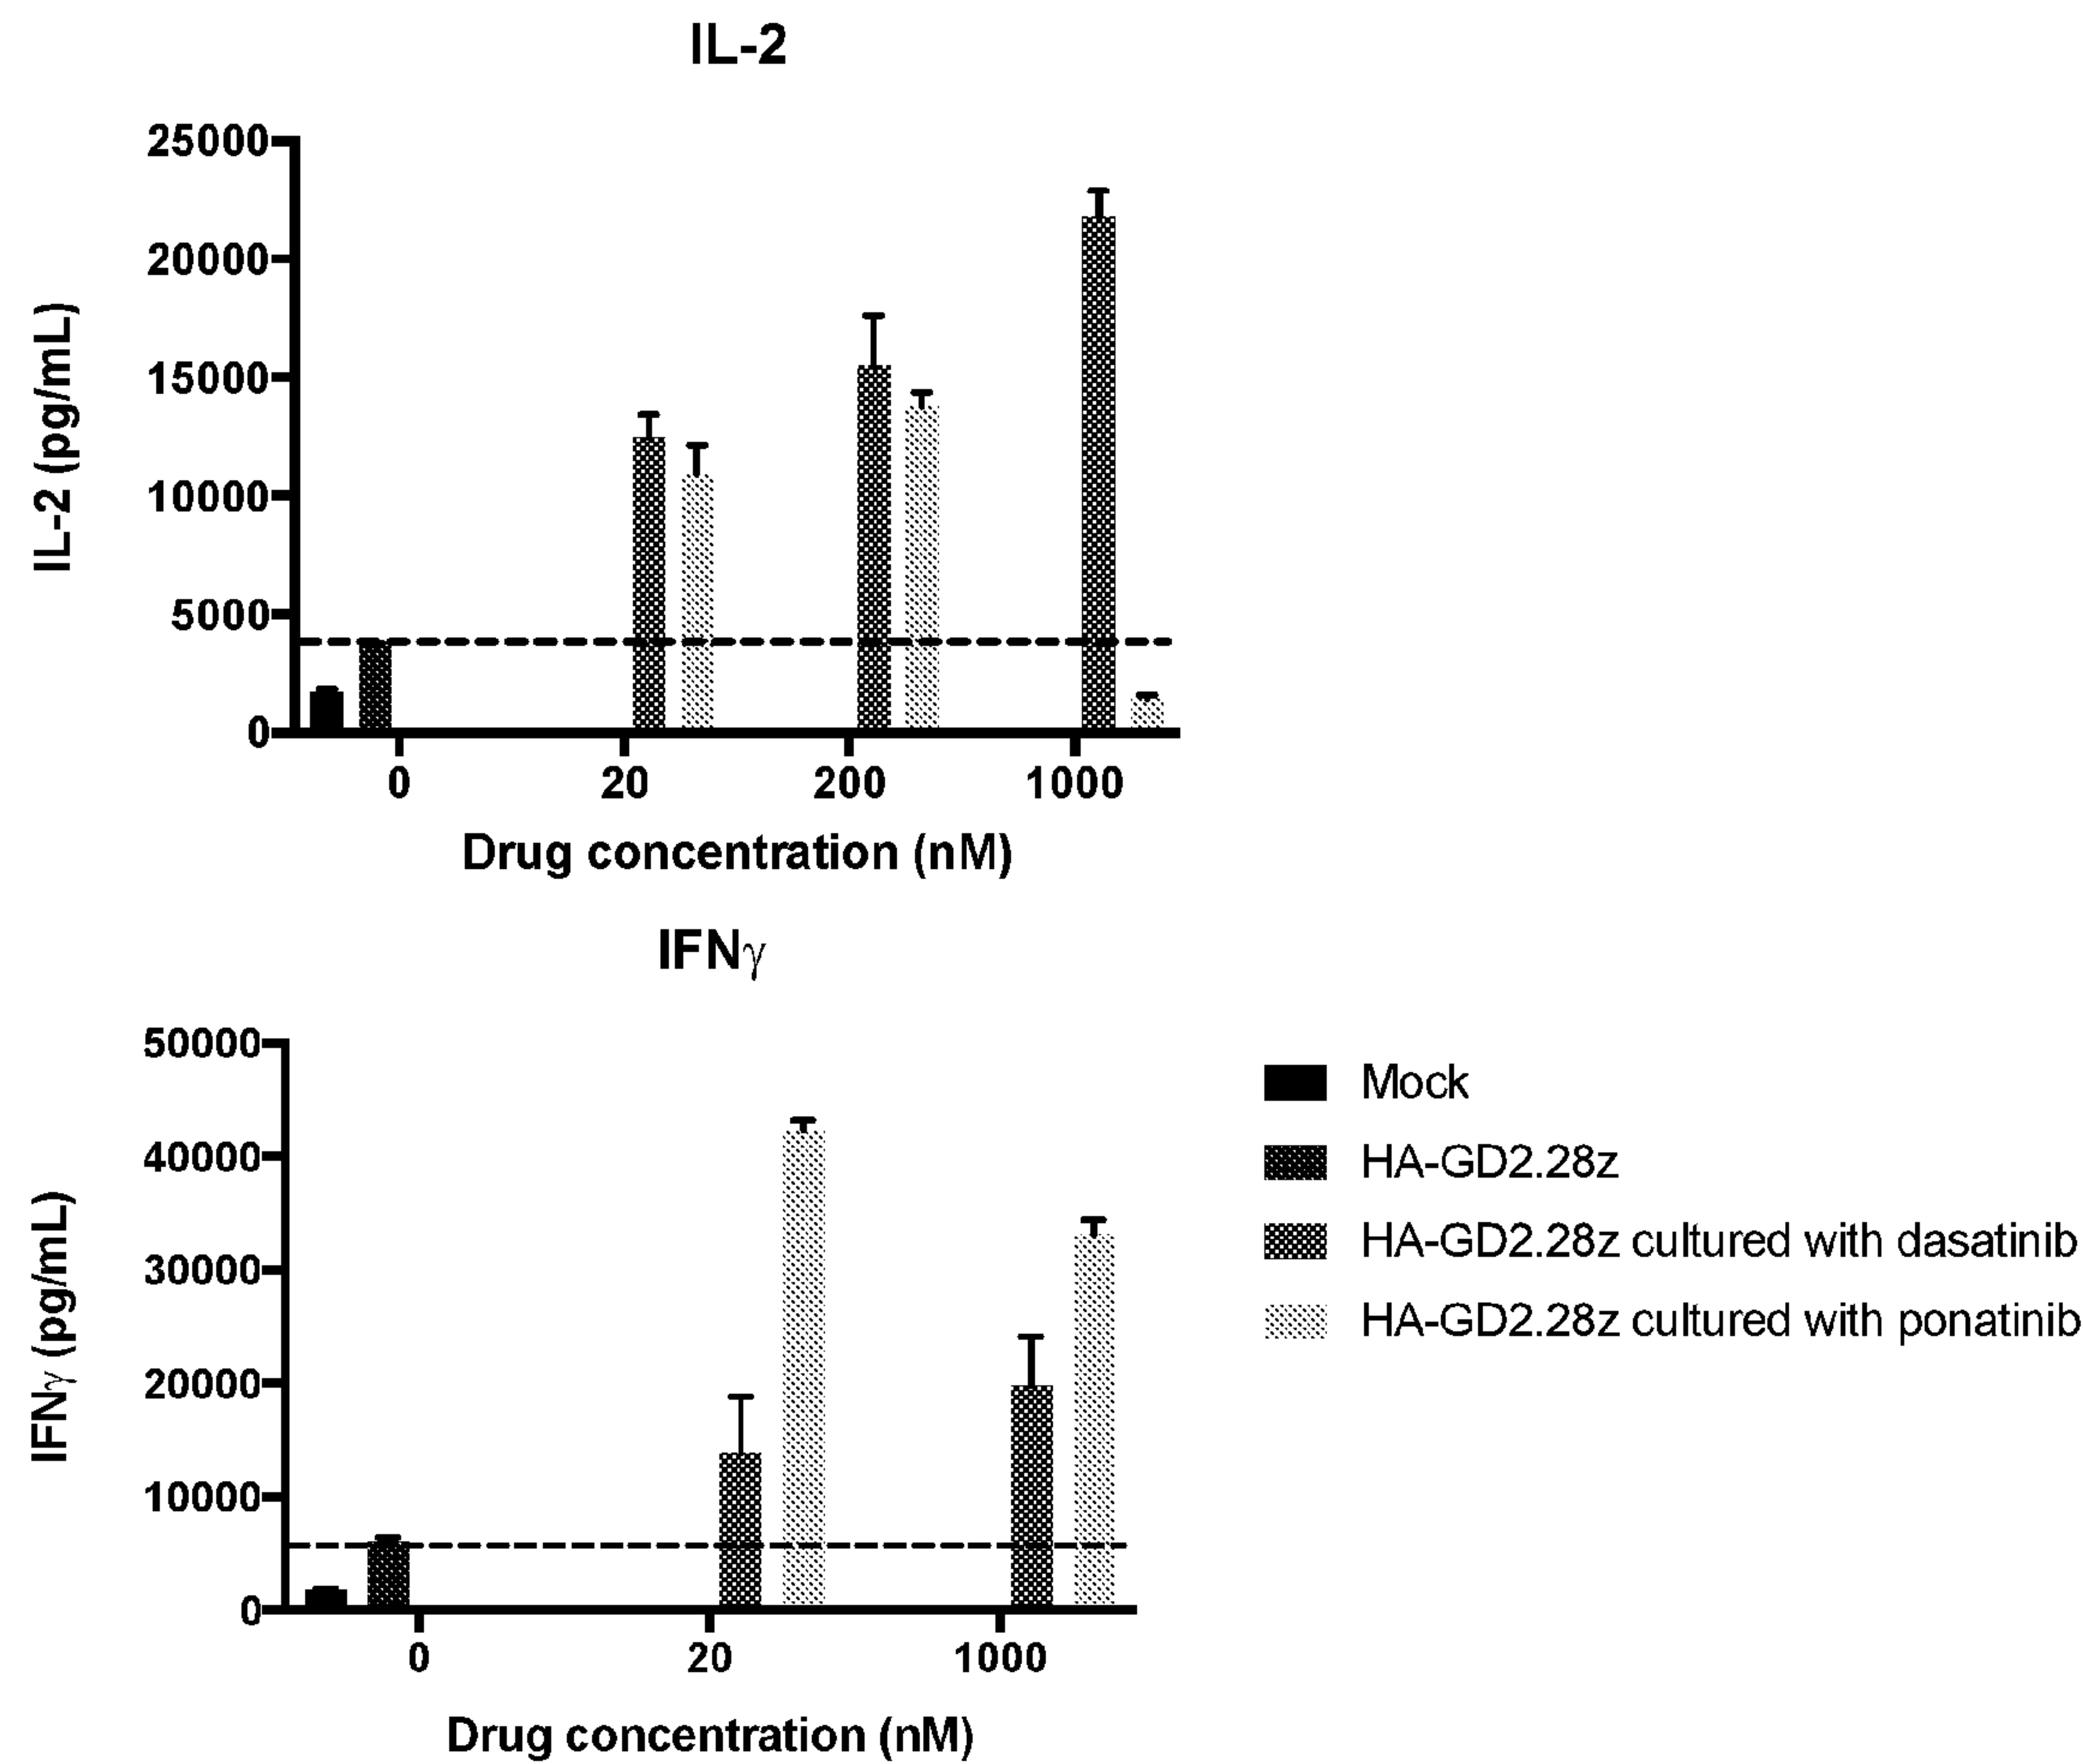 IL-2
25000
20000
15000
10000
5000
0
IL-2 (pg/mL)
0 20 200 1000
Drug concentration (nM)
IFNγ
50000
40000
30000
20000
10000
0
IFNγ (pg/mL)
0 20 1000
Drug concentration (nM)
Mock
HA-GD2.28z
HA-GD2.28z cultured with dasatinib
HA-GD2.28z cultured with ponatinib